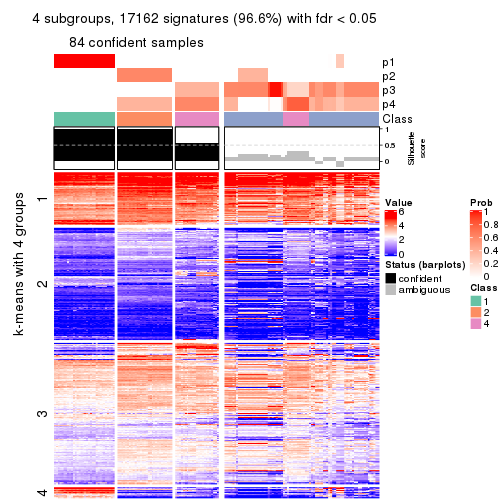 4 subgroups, 17162 signatures (96.6%) with fdr < 0.05
84 confident samples
p1
p2
p3
p4
Class
1
0.5
0
Silhouette
score
k-means with 4 groups
1
2
3
4
Value
6
4
2
0
Status (barplots)
confident
ambiguous
Prob
1
0.8
0.6
0.4
0.2
0
Class
1
2
4